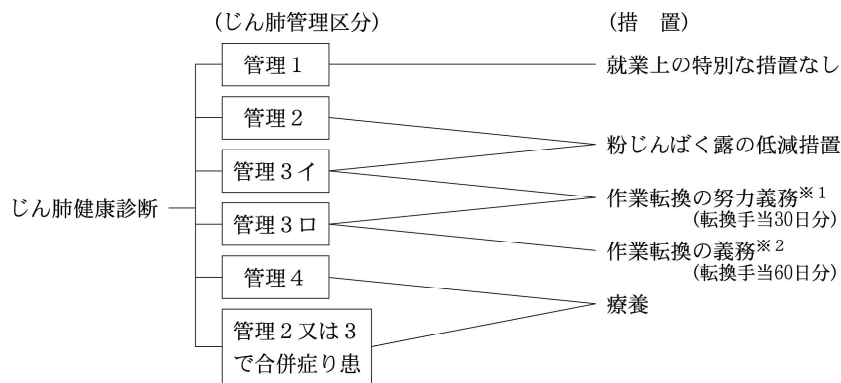 (じん肺管理区分)
(措　置)
管理１
就業上の特別な措置なし
管理２
粉じんばく露の低減措置
管理３イ
じん肺健康診断
作業転換の努力義務※1
(転換手当30日分)
管理３ロ
作業転換の義務※2
(転換手当60日分)
管理４
療養
管理２又は３
で合併症り患